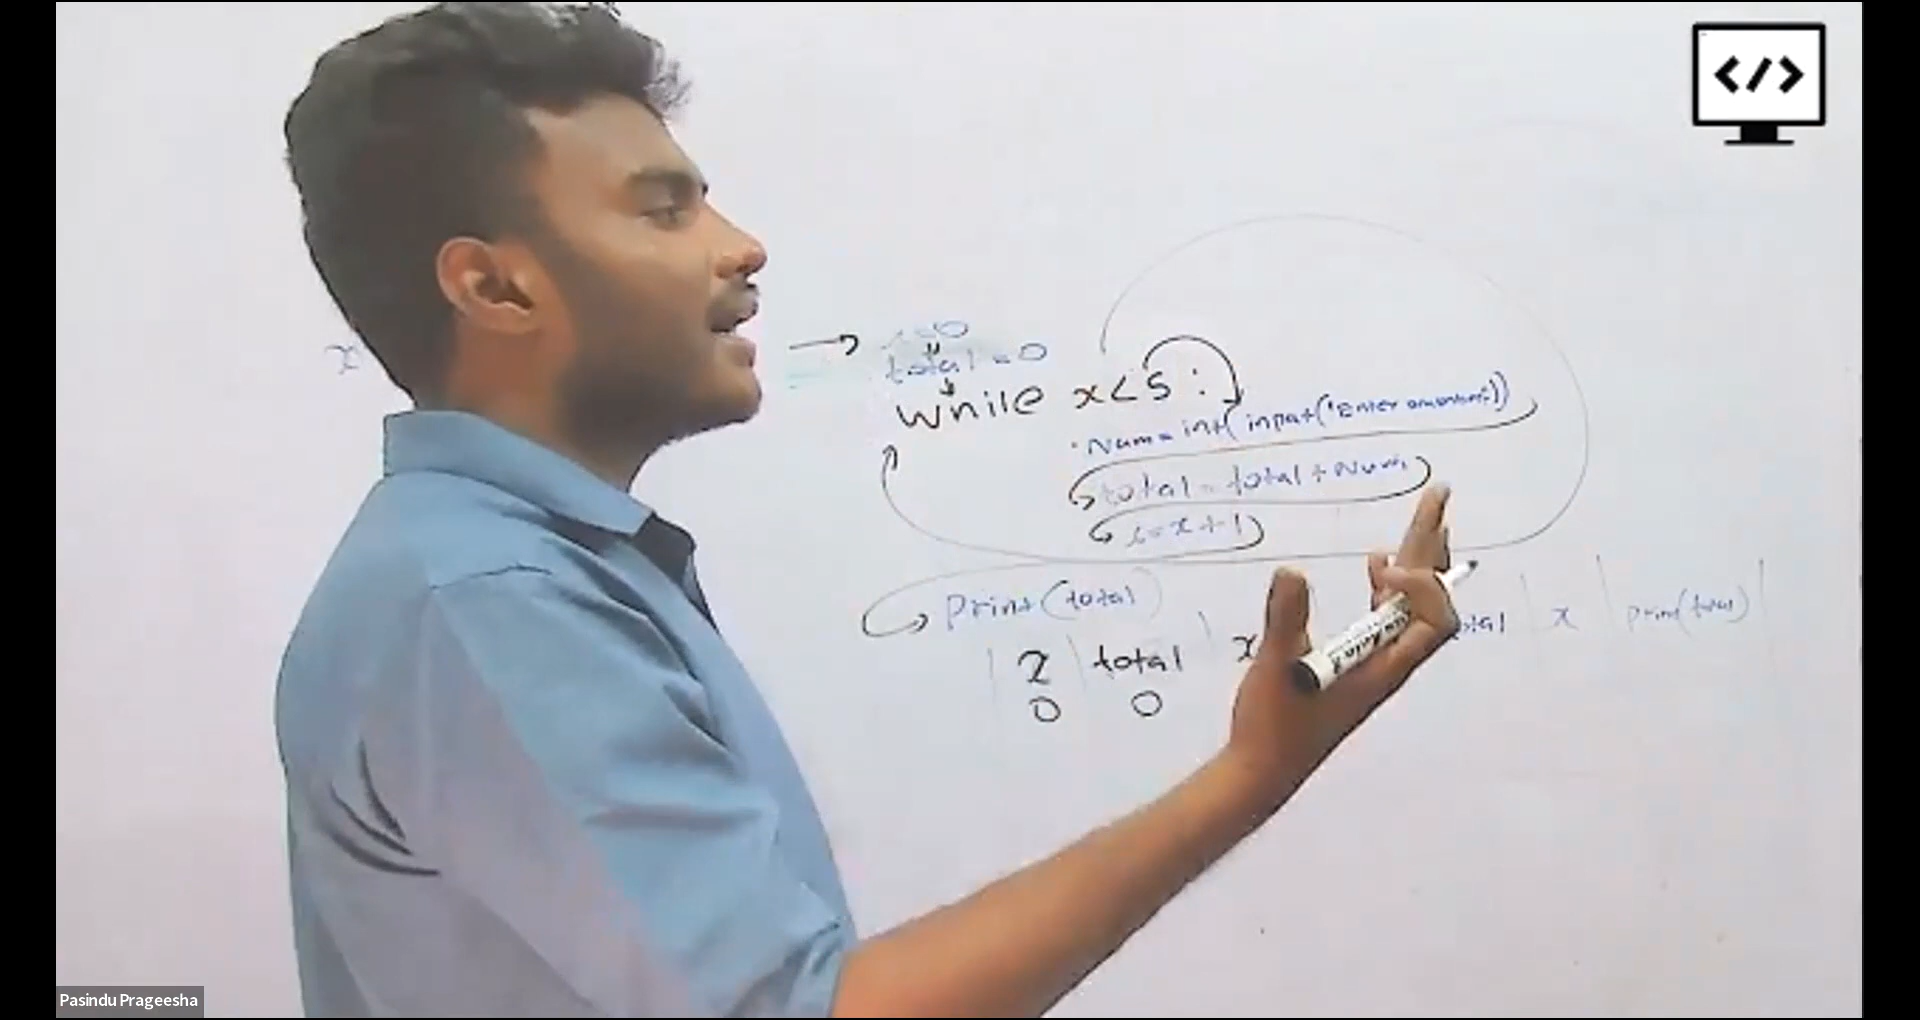 </>
x
x=0
total = 0
while x<5 :
Num = int( input('Enter amount:'))
total = total + Num
x = x + 1
print(total)
x total x total x print(total)
0 0
Pasindu Prageesha